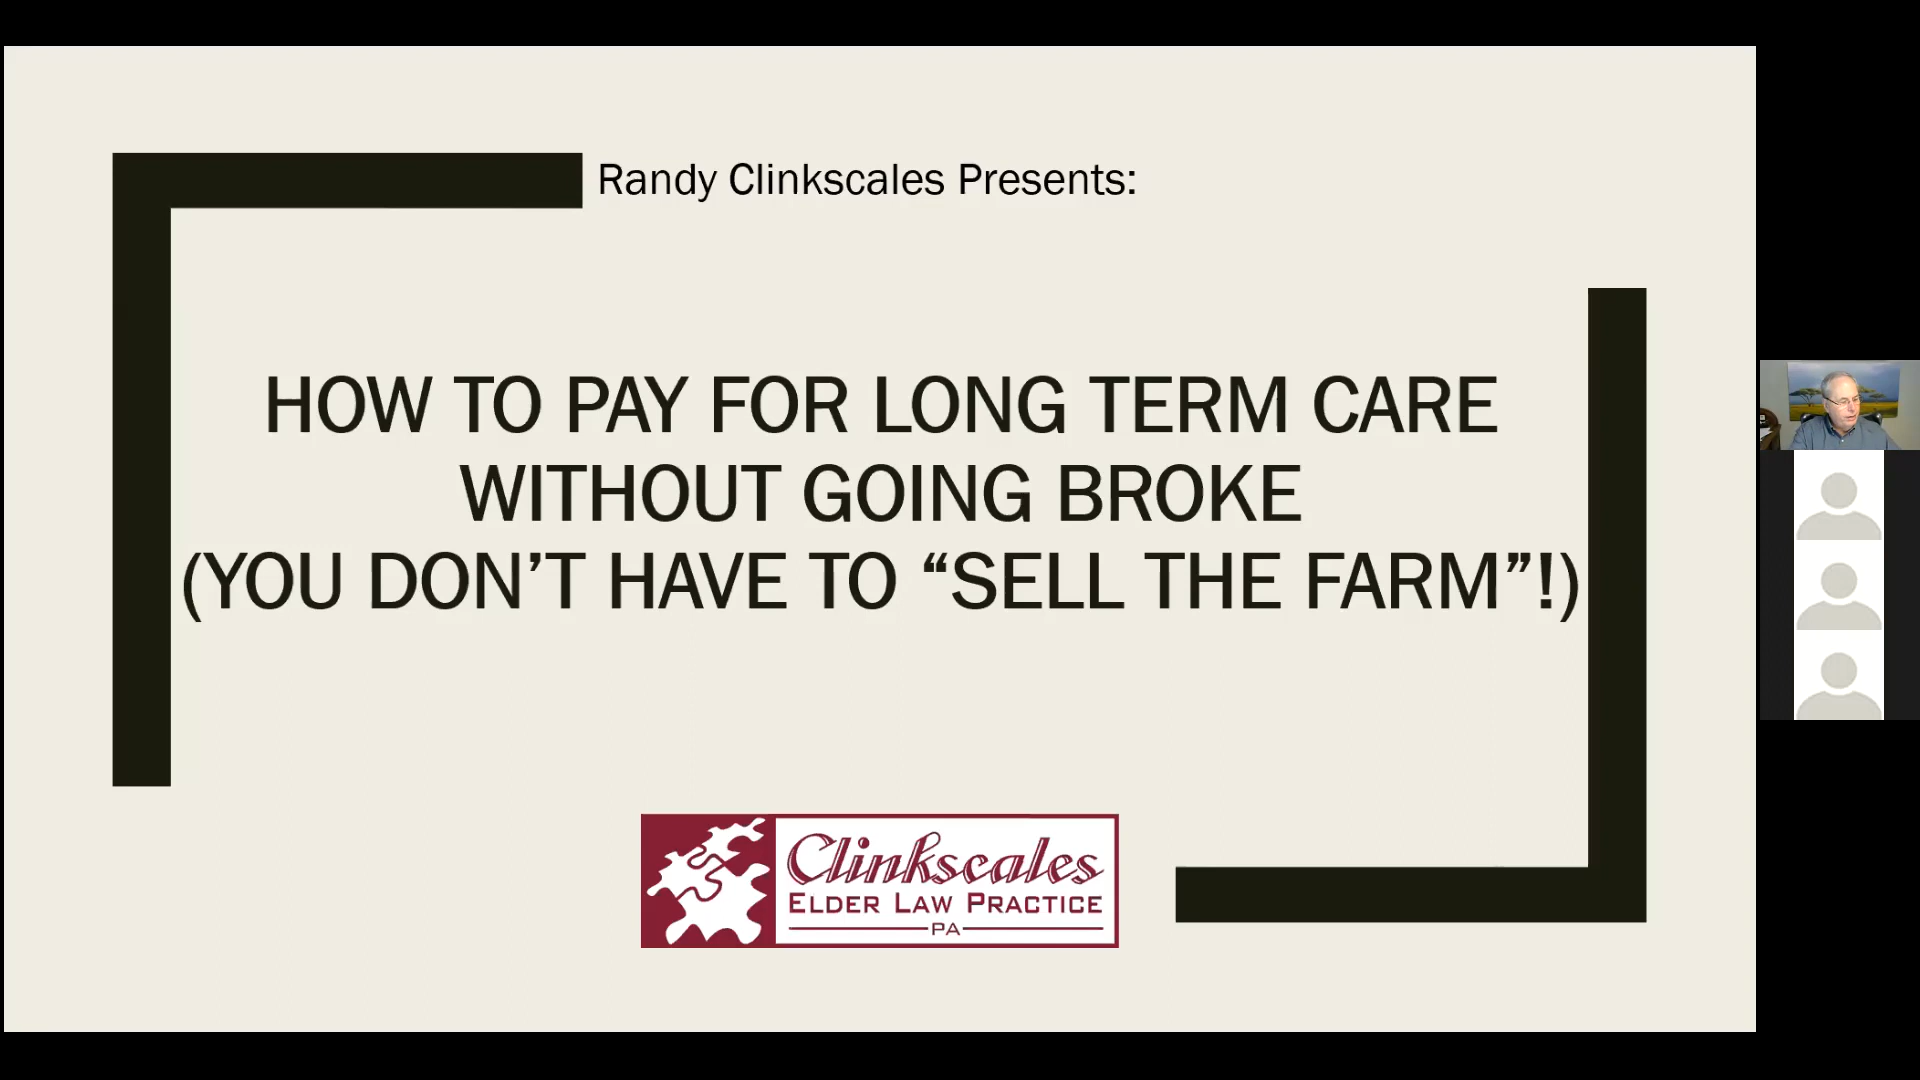 Randy Clinkscales Presents:
HOW TO PAY FOR LONG TERM CARE
WITHOUT GOING BROKE
(YOU DON’T HAVE TO “SELL THE FARM”!)
Clinkscales
ELDER LAW PRACTICE
PA